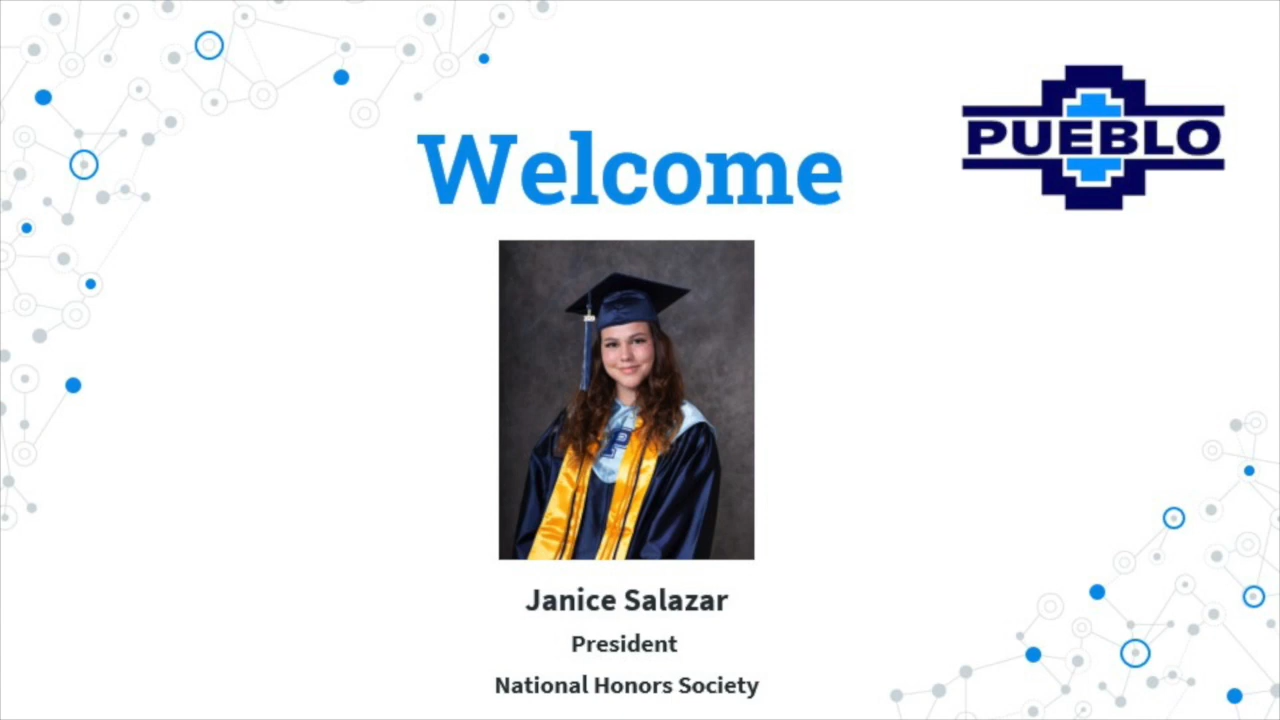 Welcome
PUEBLO
P
Janice Salazar
President
National Honors Society